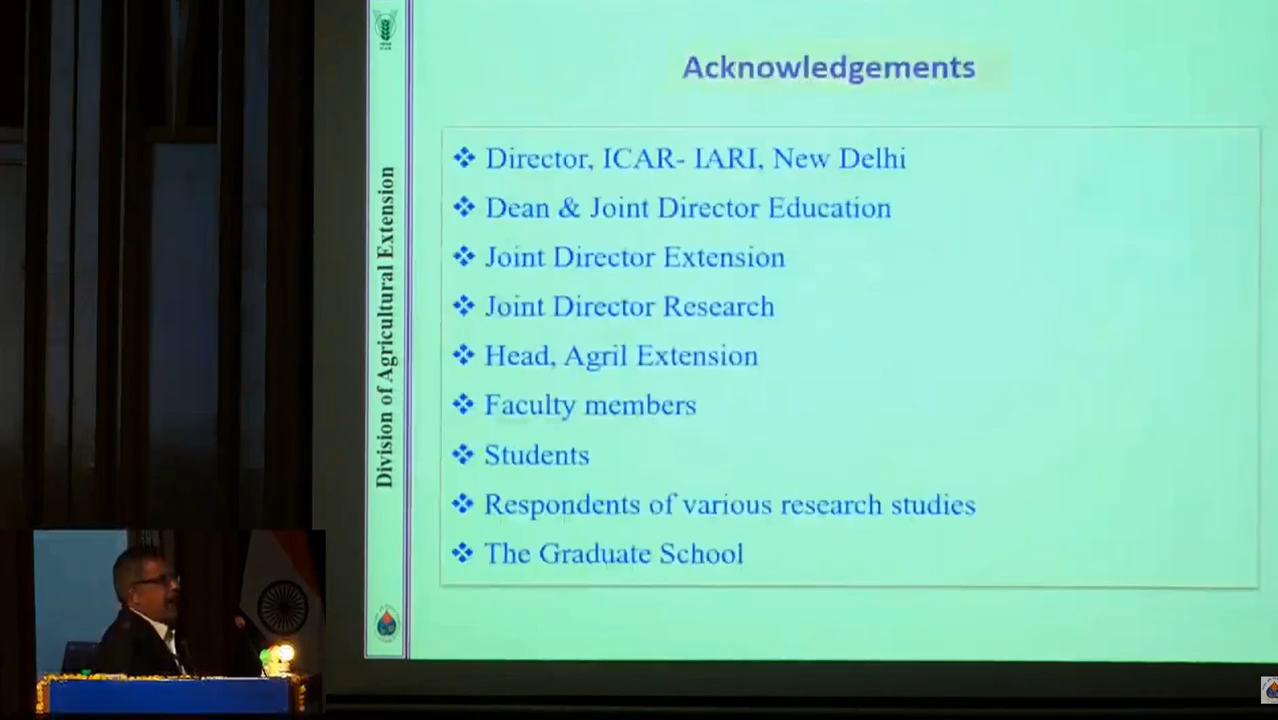 Acknowledgements
Division of Agricultural Extension
Director, ICAR- IARI, New Delhi
Dean & Joint Director Education
Joint Director Extension
Joint Director Research
Head, Agril Extension
Faculty members
Students
Respondents of various research studies
The Graduate School